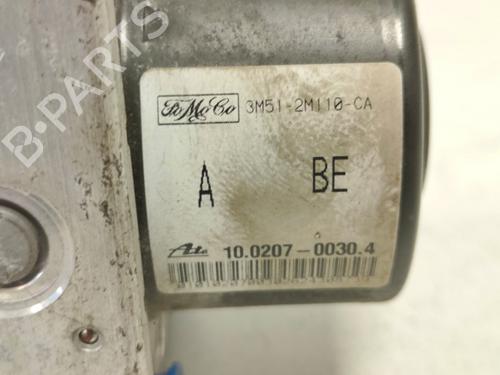 FoMoCo 3M51-2M110-CA
A BE
Ate 10.0207-0030.4
B-PARTS